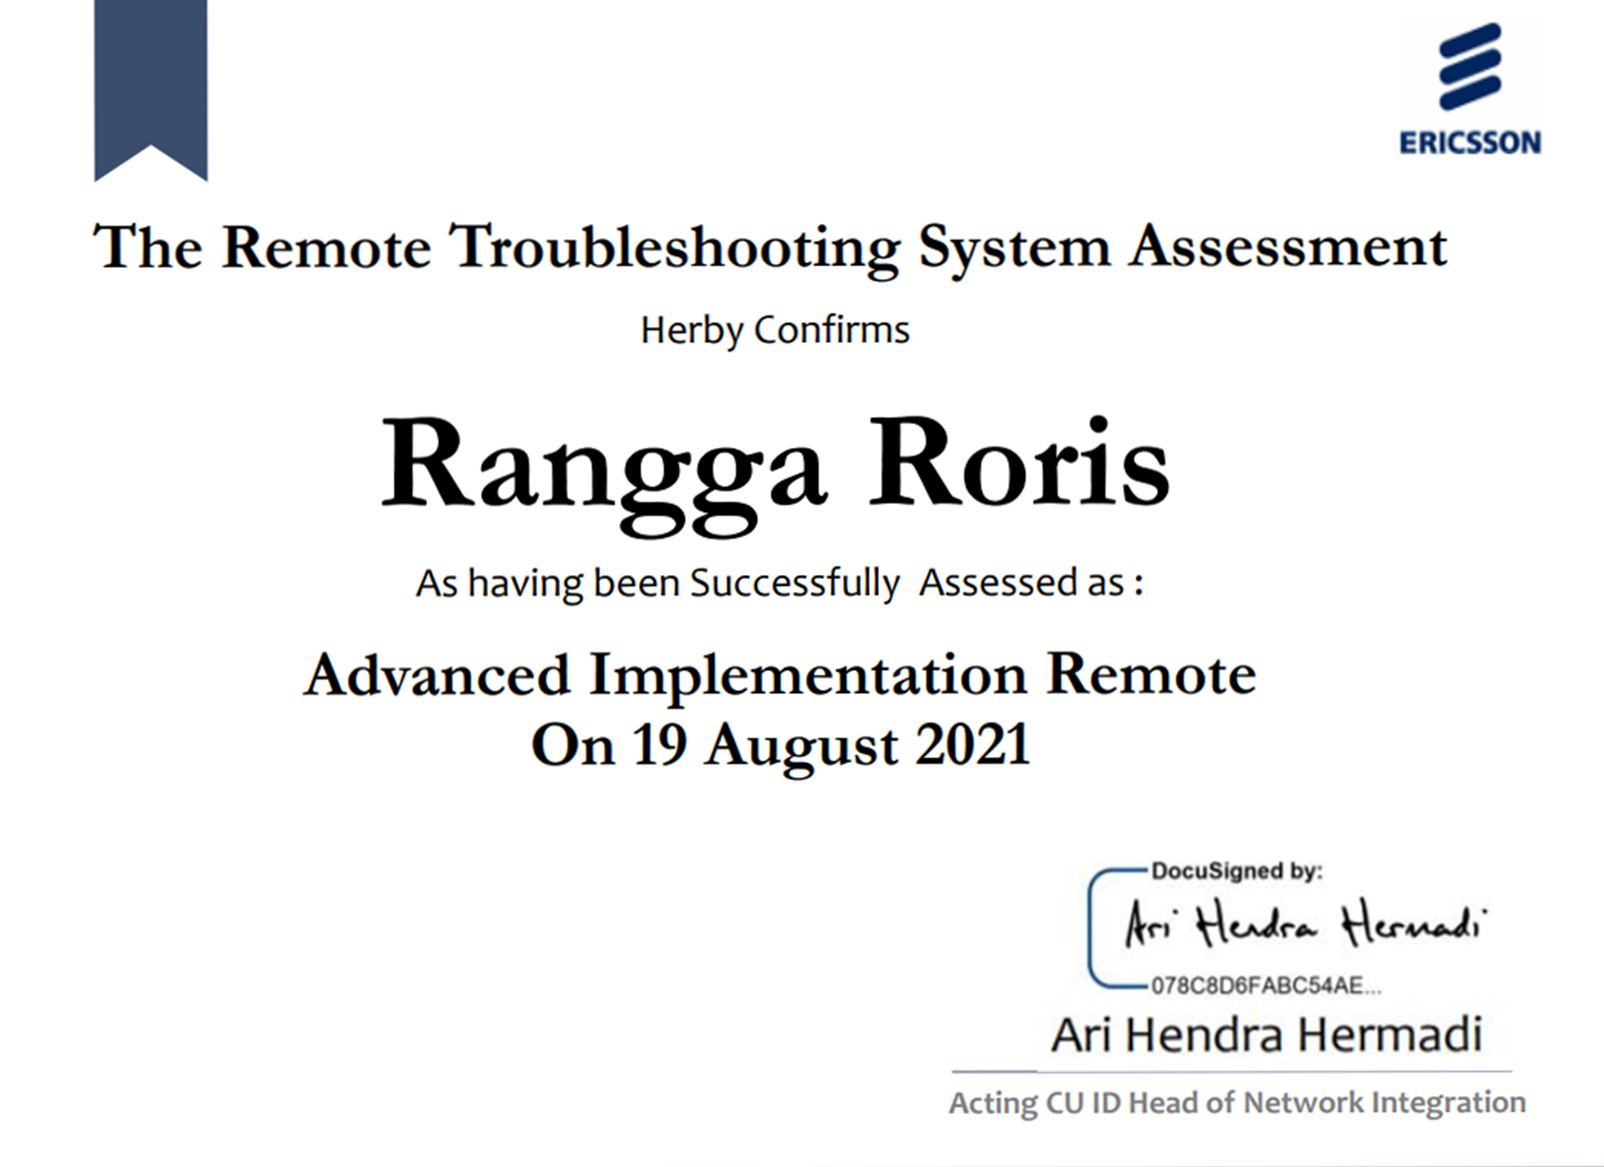 ERICSSON
The Remote Troubleshooting System Assessment
Herby Confirms
Rangga Roris
As having been Successfully Assessed as :
Advanced Implementation Remote
On 19 August 2021
DocuSigned by:
Ari Hendra Hermadi
078C8D6FABC54AE...
Ari Hendra Hermadi
Acting CU ID Head of Network Integration